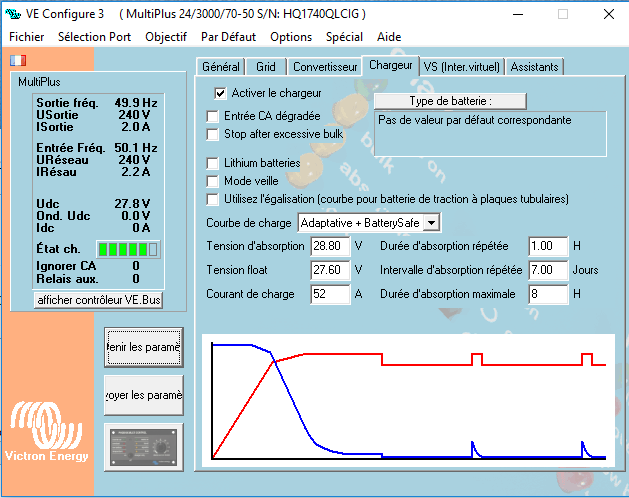 VE Configure 3 ( MultiPlus 24/3000/70-50 S/N: HQ1740QLCIG )
Fichier Sélection Port Objectif Par Défaut Options Spécial Aide
MultiPlus
Sortie fréq. 49.9 Hz
USortie 240 V
ISortie 2.0 A
Entrée Fréq. 50.1 Hz
URéseau 240 V
IRésau 2.2 A
Udc 27.8 V
Ond. Udc 0.0 V
Idc 0 A
État ch.
Ignorer CA 0
Relais aux. 0
afficher contrôleur VE.Bus
tenir les paramè
voyer les paramè
victron energy
Général Grid Convertisseur Chargeur VS (Inter.virtuel) Assistants
Activer le chargeur
Entrée CA dégradée
Stop after excessive bulk
Type de batterie :
Pas de valeur par défaut correspondante
Lithium batteries
Mode veille
Utilisez l'égalisation (courbe pour batterie de traction à plaques tubulaires)
Courbe de charge Adaptative + BatterySafe
Tension d'absorption 28.80 V Durée d'absorption répétée 1.00 H
Tension float 27.60 V Intervalle d'absorption répétée 7.00 Jours
Courant de charge 52 A Durée d'absorption maximale 8 H
bulk
abs
on